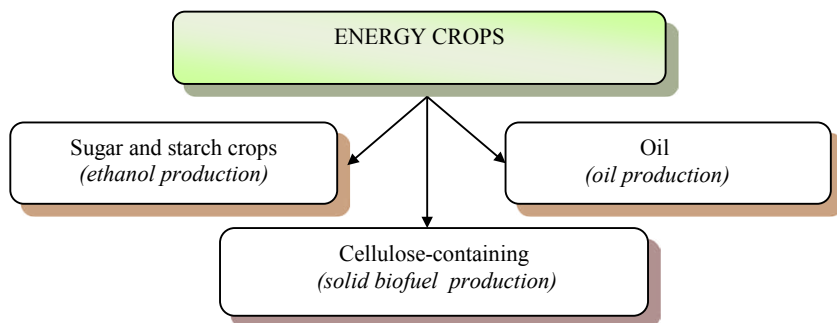 ENERGY CROPS
Sugar and starch crops
(ethanol production)
Oil
(oil production)
Cellulose-containing
(solid biofuel production)